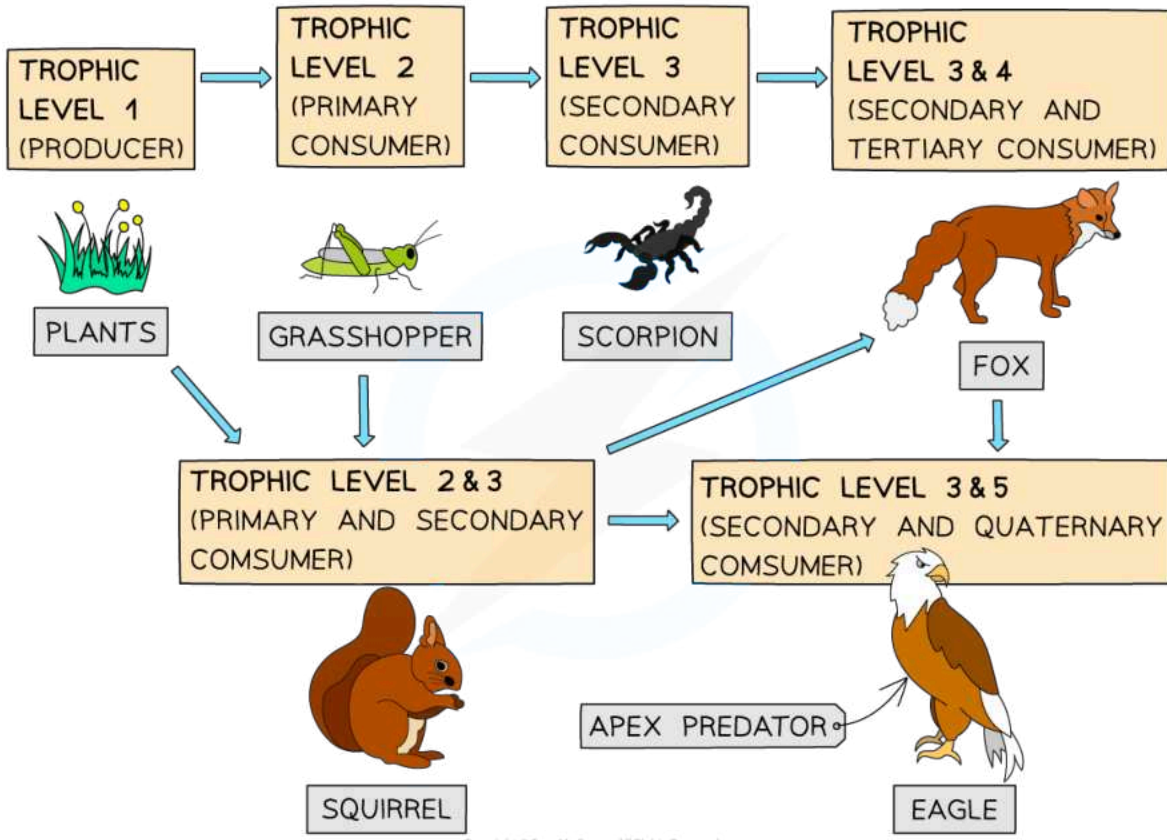 TROPHIC
LEVEL 1
(PRODUCER)
TROPHIC
LEVEL 2
(PRIMARY
CONSUMER)
TROPHIC
LEVEL 3
(SECONDARY
CONSUMER)
TROPHIC
LEVEL 3 & 4
(SECONDARY AND
TERTIARY CONSUMER)
PLANTS
GRASSHOPPER
SCORPION
FOX
TROPHIC LEVEL 2 & 3
(PRIMARY AND SECONDARY
COMSUMER)
TROPHIC LEVEL 3 & 5
(SECONDARY AND QUATERNARY
COMSUMER)
APEX PREDATOR
SQUIRREL
EAGLE